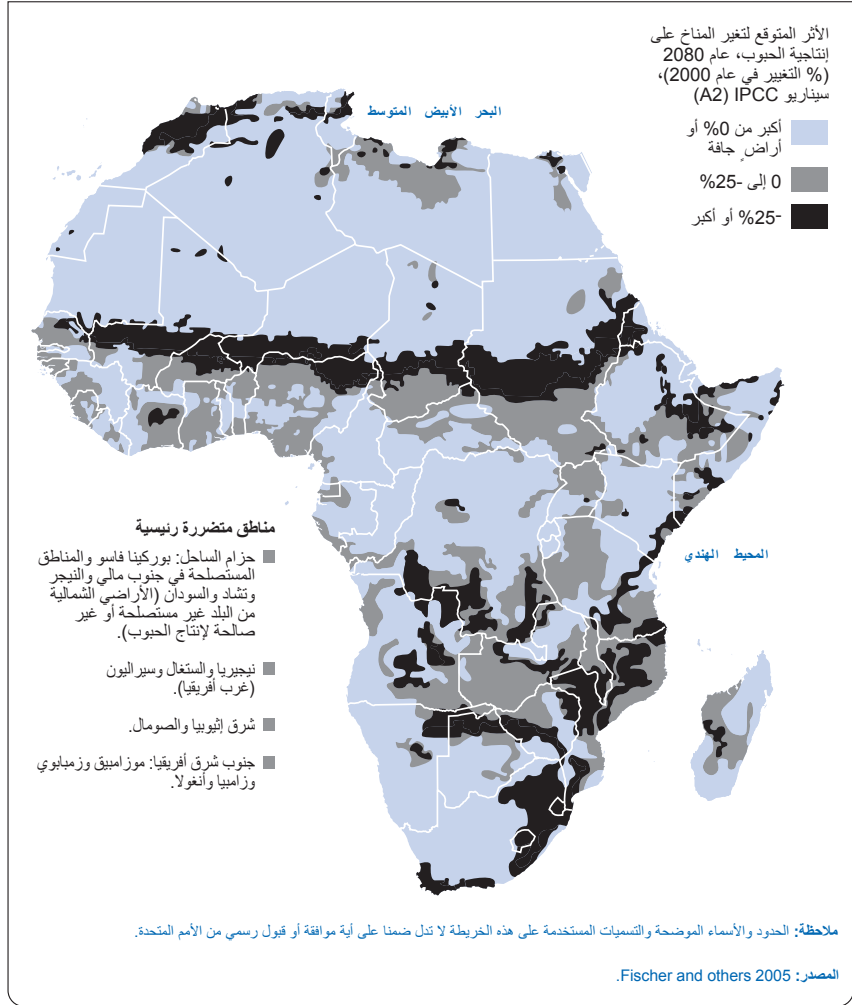 الأثر المتوقع لتغير المناخ على
إنتاجية الحبوب، عام 2080
(% التغيير في عام 2000)،
سيناريو IPCC (A2)
أكبر من 0% أو
أراضٍ جافة
0 إلى -25%
-25% أو أكبر
البحر الأبيض المتوسط
المحيط الهندي
مناطق متضررة رئيسية
حزام الساحل: بوركينا فاسو والمناطق
المستصلحة في جنوب مالي والنيجر
وتشاد والسودان (الأراضي الشمالية
من البلد غير مستصلحة أو غير
صالحة لإنتاج الحبوب).
نيجيريا والستغال وسيراليون
(غرب أفريقيا).
شرق إثيوبيا والصومال.
جنوب شرق أفريقيا: موزامبيق وزمبابوي
وزامبيا وأنغولا.
ملاحظة: الحدود والأسماء الموضحة والتسميات المستخدمة على هذه الخريطة لا تدل ضمنا على أية موافقة أو قبول رسمي من الأمم المتحدة.
المصدر: Fischer and others 2005.